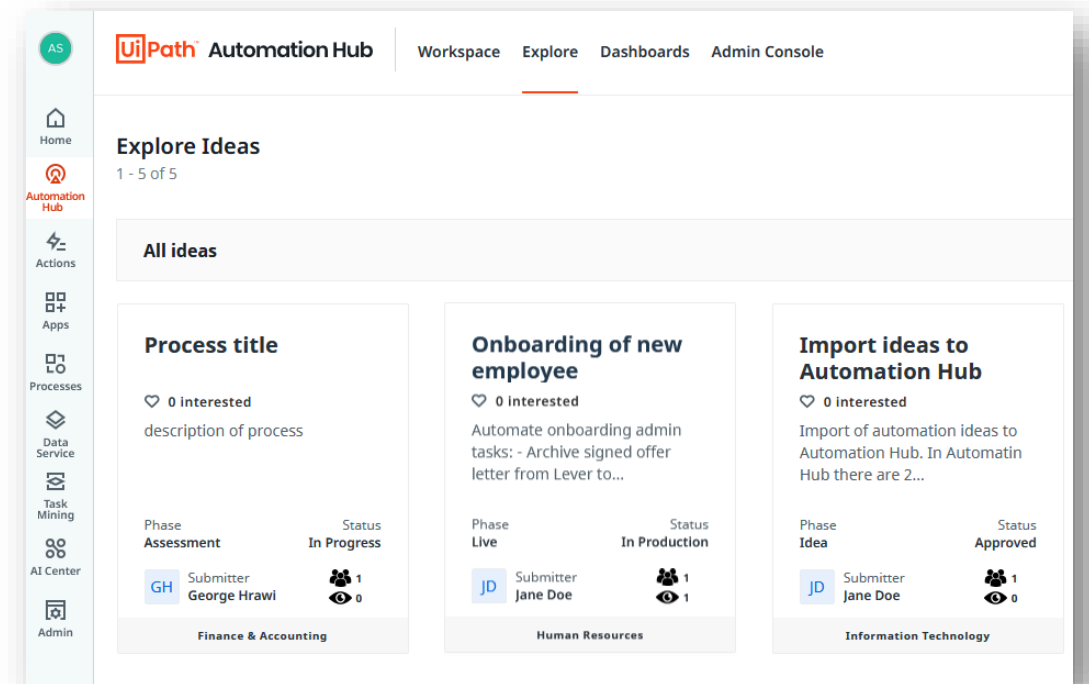 AS
UiPath™ Automation Hub
Workspace Explore Dashboards Admin Console
Home
Automation
Hub
Actions
Apps
Processes
Data
Service
Task
Mining
AI Center
Admin
Explore Ideas
1 - 5 of 5
All ideas
Process title
0 interested
description of process
Phase Status
Assessment In Progress
GH
Submitter
George Hrawi
1
0
Finance & Accounting
Onboarding of new
employee
0 interested
Automate onboarding admin
tasks: - Archive signed offer
letter from Lever to...
Phase Status
Live In Production
JD
Submitter
Jane Doe
1
1
Human Resources
Import ideas to
Automation Hub
0 interested
Import of automation ideas to
Automation Hub. In Automatin
Hub there are 2...
Phase Status
Idea Approved
JD
Submitter
Jane Doe
1
0
Information Technology